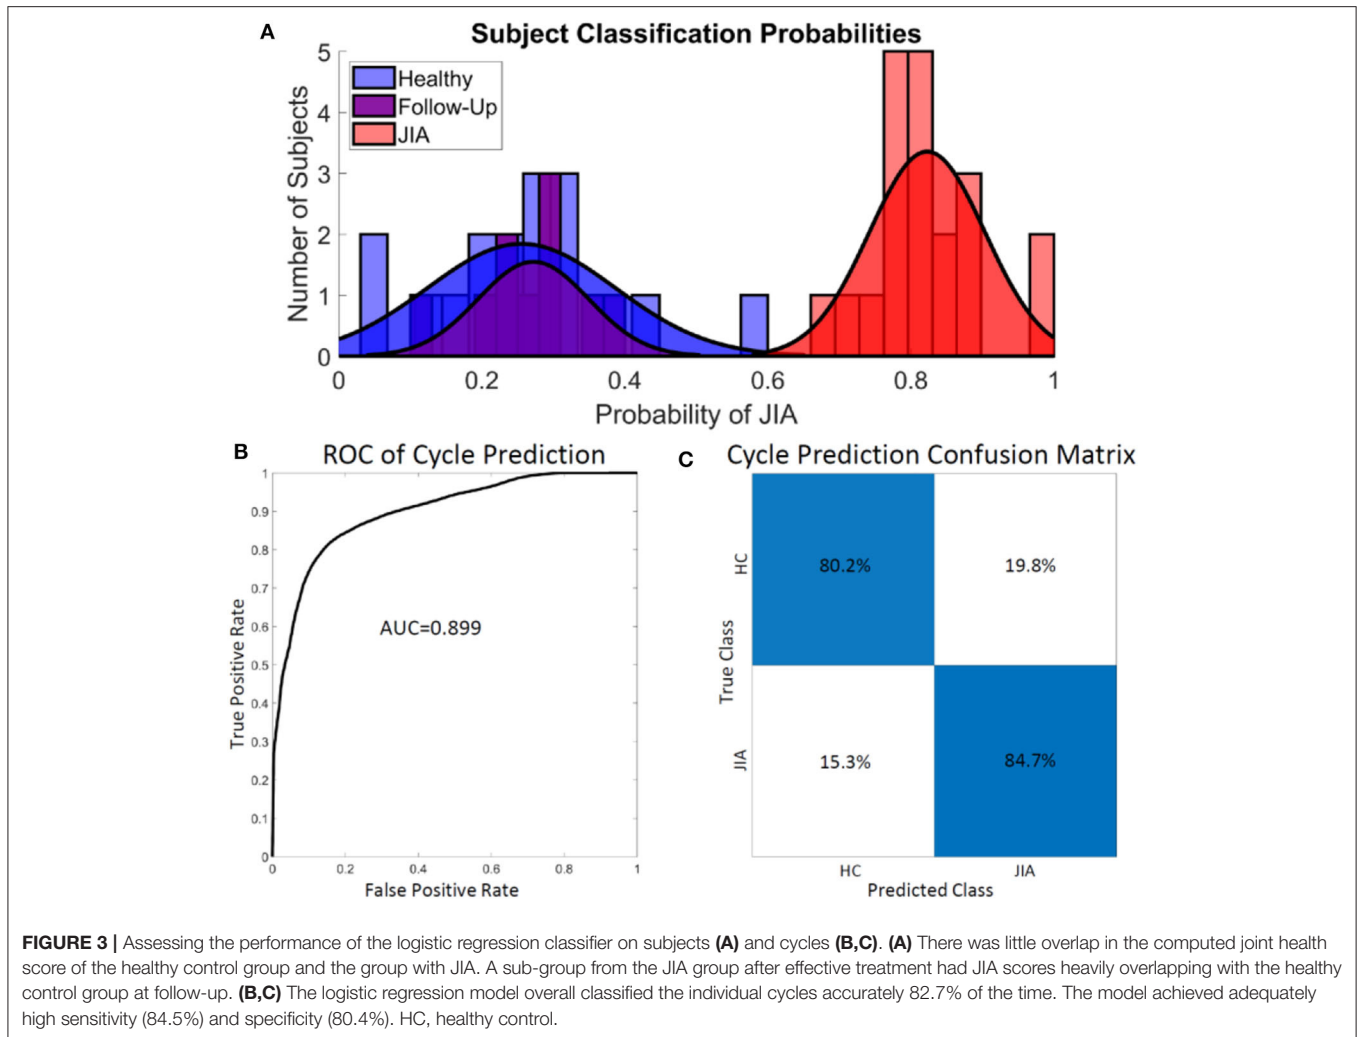 A
Subject Classification Probabilities
Healthy
Follow-Up
JIA
Number of Subjects
5
4
3
2
1
0
0 0.2 0.4 0.6 0.8 1
Probability of JIA
B
ROC of Cycle Prediction
True Positive Rate
1
0.9
0.8
0.7
0.6
0.5
0.4
0.3
0.2
0.1
0
AUC=0.899
0 0.2 0.4 0.6 0.8 1
False Positive Rate
C
Cycle Prediction Confusion Matrix
True Class
HC
80.2% 19.8%
JIA
15.3% 84.7%
HC JIA
Predicted Class
FIGURE 3 | Assessing the performance of the logistic regression classifier on subjects (A) and cycles (B,C). (A) There was little overlap in the computed joint health
score of the healthy control group and the group with JIA. A sub-group from the JIA group after effective treatment had JIA scores heavily overlapping with the healthy
control group at follow-up. (B,C) The logistic regression model overall classified the individual cycles accurately 82.7% of the time. The model achieved adequately
high sensitivity (84.5%) and specificity (80.4%). HC, healthy control.